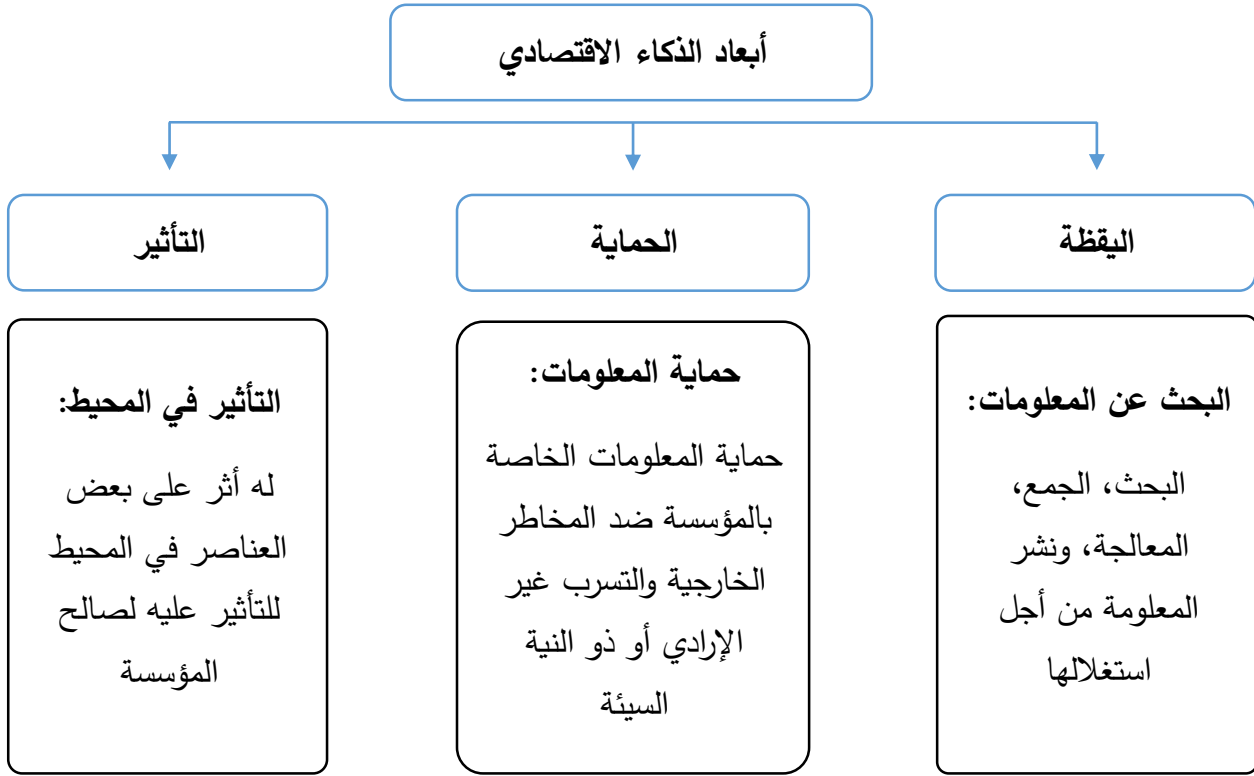 أبعاد الذكاء الاقتصادي
اليقظة
الحماية
التأثير
البحث عن المعلومات:
البحث، الجمع،
المعالجة، ونشر
المعلومة من أجل
استغلالها
حماية المعلومات:
حماية المعلومات الخاصة
بالمؤسسة ضد المخاطر
الخارجية والتسرب غير
الإرادي أو ذو النية
السيئة
التأثير في المحيط:
له أثر على بعض
العناصر في المحيط
للتأثير عليه لصالح
المؤسسة